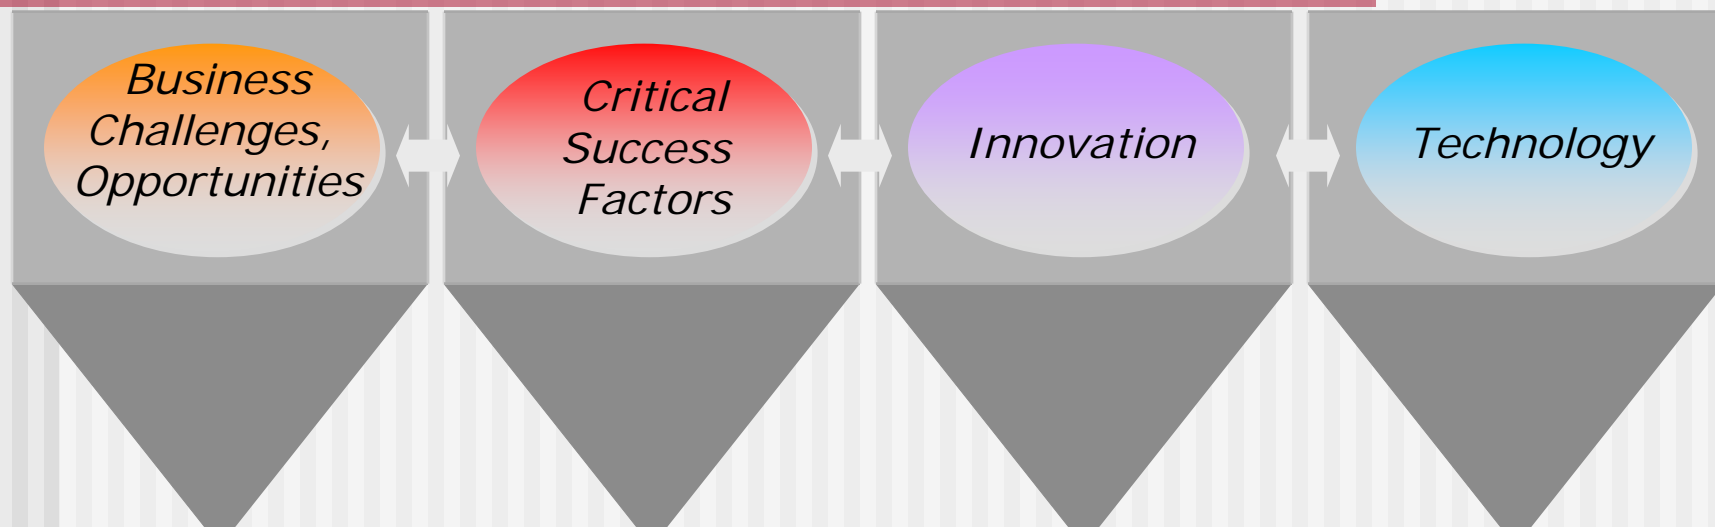 Business
Challenges,
Opportunities
Critical
Success
Factors
Innovation
Technology